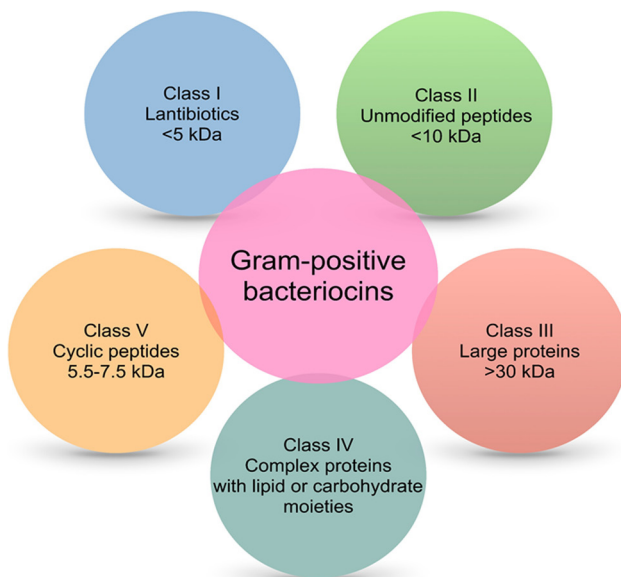 Class I
Lantibiotics
<5 kDa
Class II
Unmodified peptides
<10 kDa
Gram-positive
bacteriocins
Class V
Cyclic peptides
5.5-7.5 kDa
Class III
Large proteins
>30 kDa
Class IV
Complex proteins
with lipid or carbohydrate
moieties